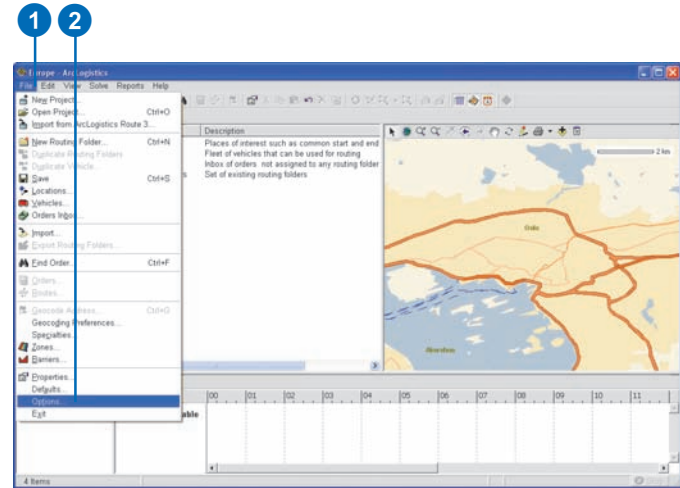 1 2
Europe - ArcLogistics
File Edit View Solve Reports Help
New Project...
Open Project... Ctrl+O
Import from ArcLogistics Route 3...
New Routing Folder... Ctrl+N
Duplicate Routing Folders
Duplicate Vehicle...
Save Ctrl+S
Locations...
Vehicles...
Orders Inbox...
Import...
Export Routing Folders...
Find Order... Ctrl+F
Orders...
Routes...
Geocode Address... Ctrl+G
Geocoding Preferences...
Specialties...
Zones...
Barriers...
Properties...
Defaults...
Options...
Exit
Description
Places of interest such as common start and end
Fleet of vehicles that can be used for routing
Inbox of orders not assigned to any routing folder
Set of existing routing folders
s
2 km
Oslo
able
00 01 02 03 04 05 06 07 08 09 10 11
4 Items